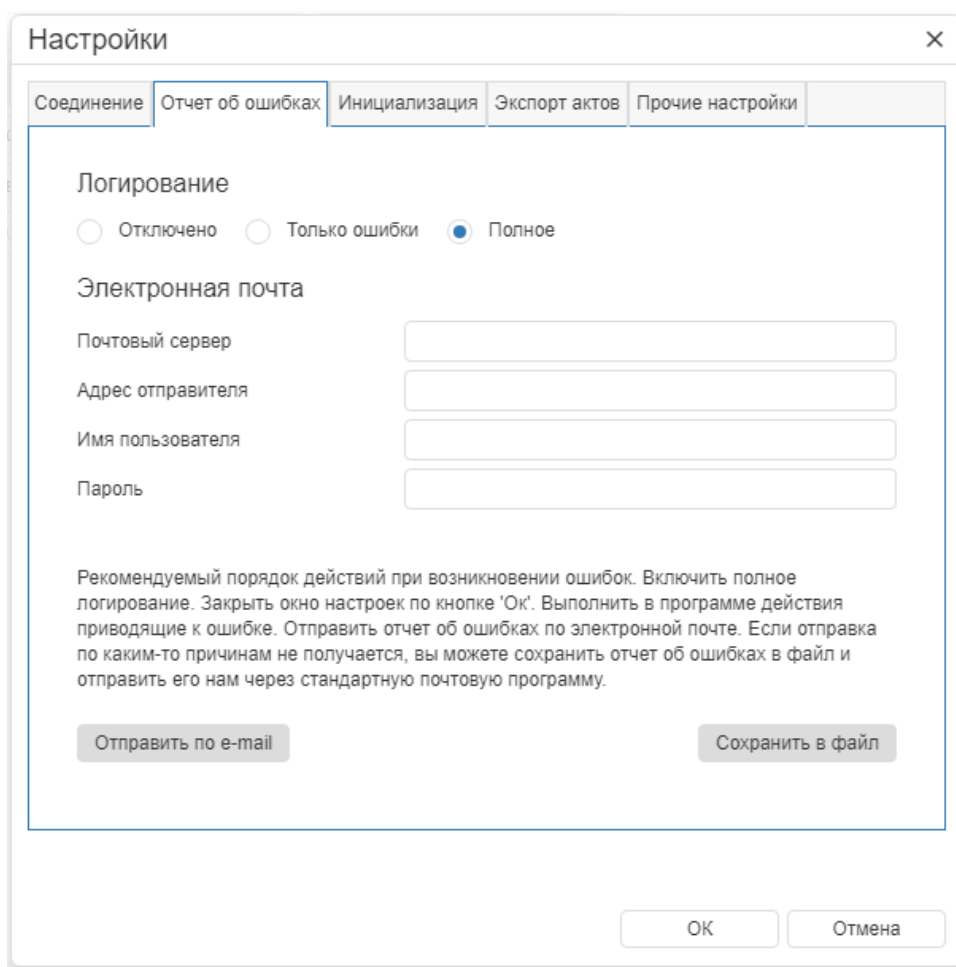 Настройки
Соединение Отчет об ошибках Инициализация Экспорт актов Прочие настройки
Логирование
Отключено Только ошибки Полное
Электронная почта
Почтовый сервер
Адрес отправителя
Имя пользователя
Пароль
Рекомендуемый порядок действий при возникновении ошибок. Включить полное
логирование. Закрыть окно настроек по кнопке 'Ок'. Выполнить в программе действия
приводящие к ошибке. Отправить отчет об ошибках по электронной почте. Если отправка
по каким-то причинам не получается, вы можете сохранить отчет об ошибках в файл и
отправить его нам через стандартную почтовую программу.
Отправить по e-mail Сохранить в файл
ОК Отмена